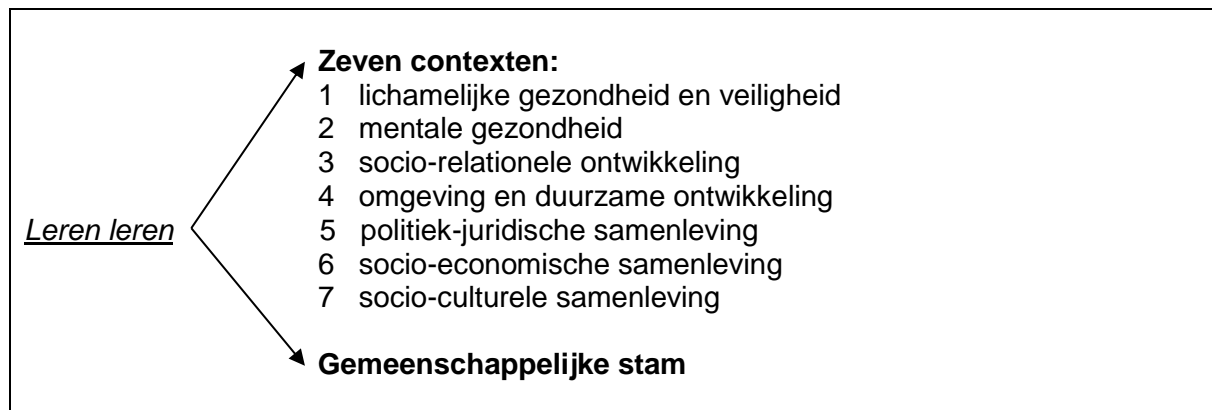 Zeven contexten:
1 lichamelijke gezondheid en veiligheid
2 mentale gezondheid
3 socio-relationele ontwikkeling
4 omgeving en duurzame ontwikkeling
Leren leren
5 politiek-juridische samenleving
6 socio-economische samenleving
7 socio-culturele samenleving
Gemeenschappelijke stam